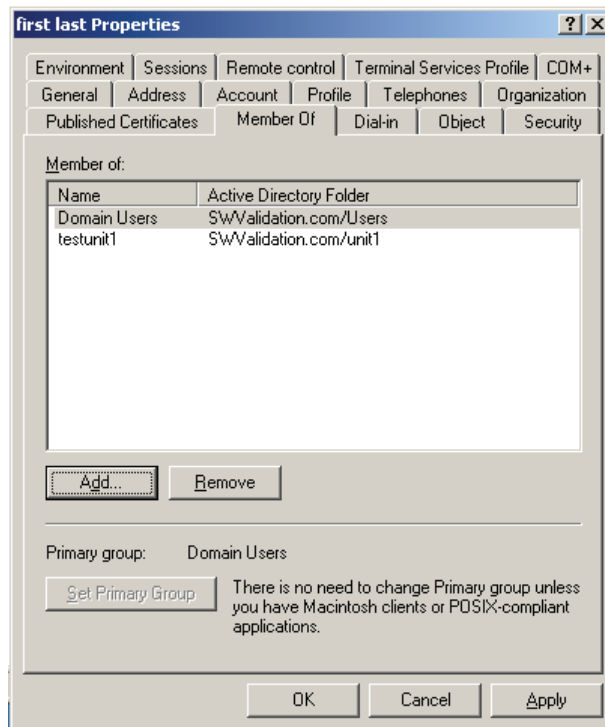 first last Properties
Environment Sessions Remote control Terminal Services Profile COM+
General Address Account Profile Telephones Organization
Published Certificates Member Of Dial-in Object Security
Member of:
Name Active Directory Folder
Domain Users SWValidation.com/Users
testunit1 SWValidation.com/unit1
Add... Remove
Primary group: Domain Users
Set Primary Group
There is no need to change Primary group unless
you have Macintosh clients or POSIX-compliant
applications.
OK Cancel Apply